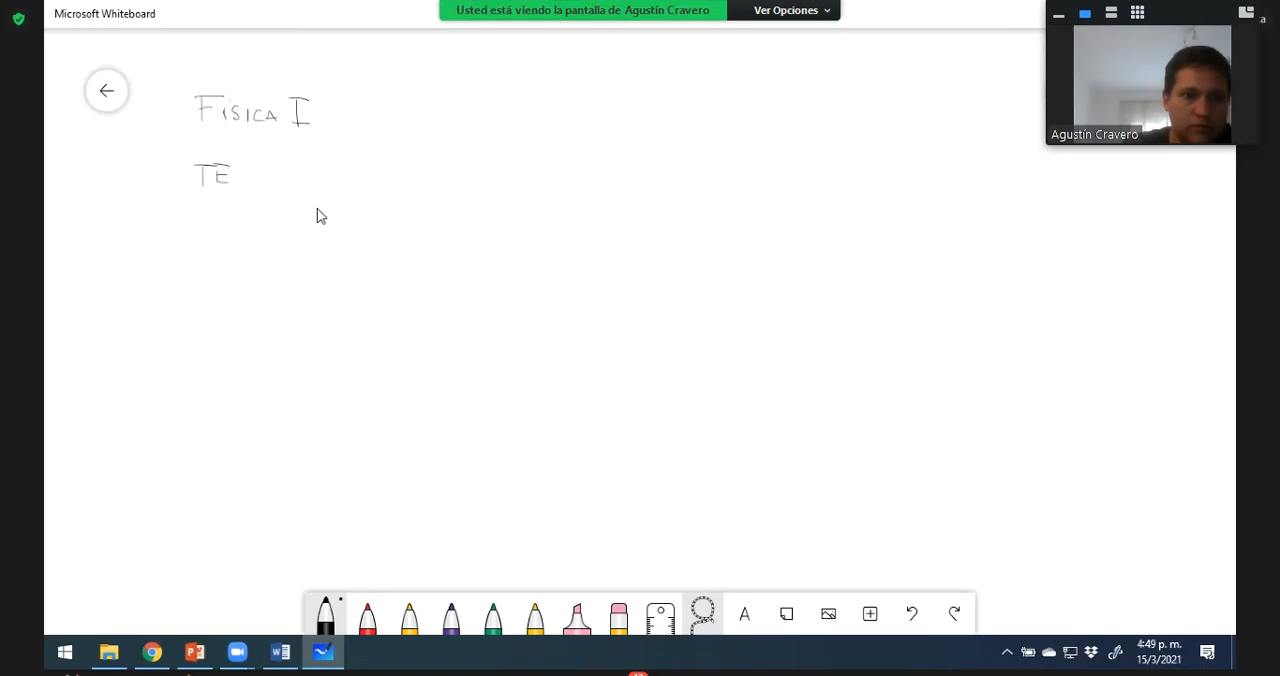 Microsoft Whiteboard
Usted está viendo la pantalla de Agustín Cravero
Ver Opciones
Agustín Cravero
Física I
TE
A
4:49 p. m.
15/3/2021